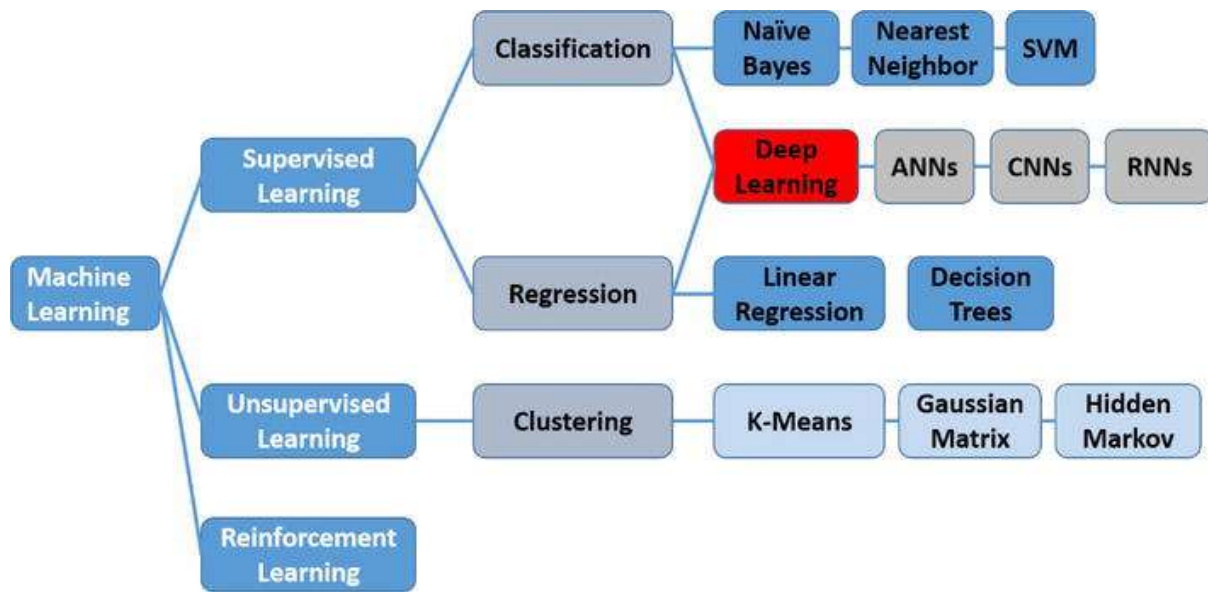 Classification
Naïve
Bayes
Nearest
Neighbor
SVM
Supervised
Learning
Deep
Learning
ANNs
CNNs
RNNs
Machine
Learning
Regression
Linear
Regression
Decision
Trees
Unsupervised
Learning
Clustering
K-Means
Gaussian
Matrix
Hidden
Markov
Reinforcement
Learning